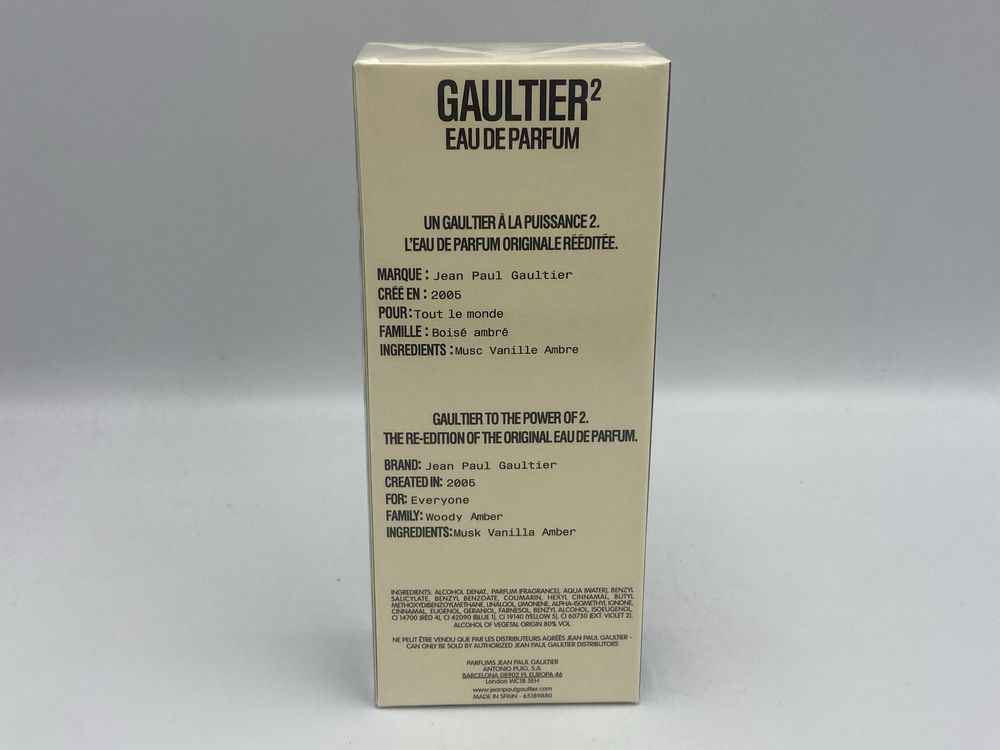 GAULTIER²
EAU DE PARFUM
UN GAULTIER À LA PUISSANCE 2.
L'EAU DE PARFUM ORIGINALE RÉÉDITÉE.
MARQUE : Jean Paul Gaultier
CRÉÉ EN : 2005
POUR : Tout le monde
FAMILLE : Boisé ambré
INGREDIENTS : Musc Vanille Ambre
GAULTIER TO THE POWER OF 2.
THE RE-EDITION OF THE ORIGINAL EAU DE PARFUM.
BRAND: Jean Paul Gaultier
CREATED IN: 2005
FOR: Everyone
FAMILY: Woody Amber
INGREDIENTS: Musk Vanilla Amber
INGREDIENTS: ALCOHOL DENAT., PARFUM (FRAGRANCE), AQUA (WATER), BENZYL
SALICYLATE, BENZYL BENZOATE, COUMARIN, HEXYL CINNAMAL, BUTYL
METHOXYDIBENZOYLMETHANE, LINALOOL, LIMONENE, ALPHA-ISOMETHYL IONONE,
CINNAMAL, EUGENOL, GERANIOL, FARNESOL, BENZYL ALCOHOL, ISOEUGENOL,
CI 14700 (RED 4), CI 42090 (BLUE 1), CI 19140 (YELLOW 5), CI 60730 (EXT. VIOLET 2).
ALCOHOL OF VEGETAL ORIGIN 80% VOL.
NE PEUT ÊTRE VENDU QUE PAR LES DISTRIBUTEURS AGRÉÉS JEAN PAUL GAULTIER -
CAN ONLY BE SOLD BY AUTHORIZED JEAN PAUL GAULTIER DISTRIBUTORS
PARFUMS JEAN PAUL GAULTIER
ANTONIO PUIG, S.A.
BARCELONA 08902 PL EUROPA 46
London WC1B 5EH
www.jeanpaulgaultier.com
MADE IN SPAIN - 65189880